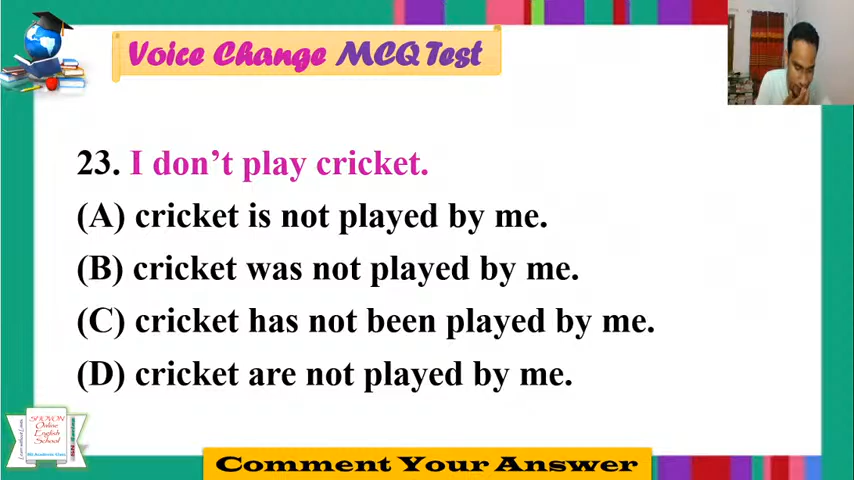 Voice Change MCQ Test
23. I don’t play cricket.
(A) cricket is not played by me.
(B) cricket was not played by me.
(C) cricket has not been played by me.
(D) cricket are not played by me.
SHOVON
Online
English
School
Comment Your Answer